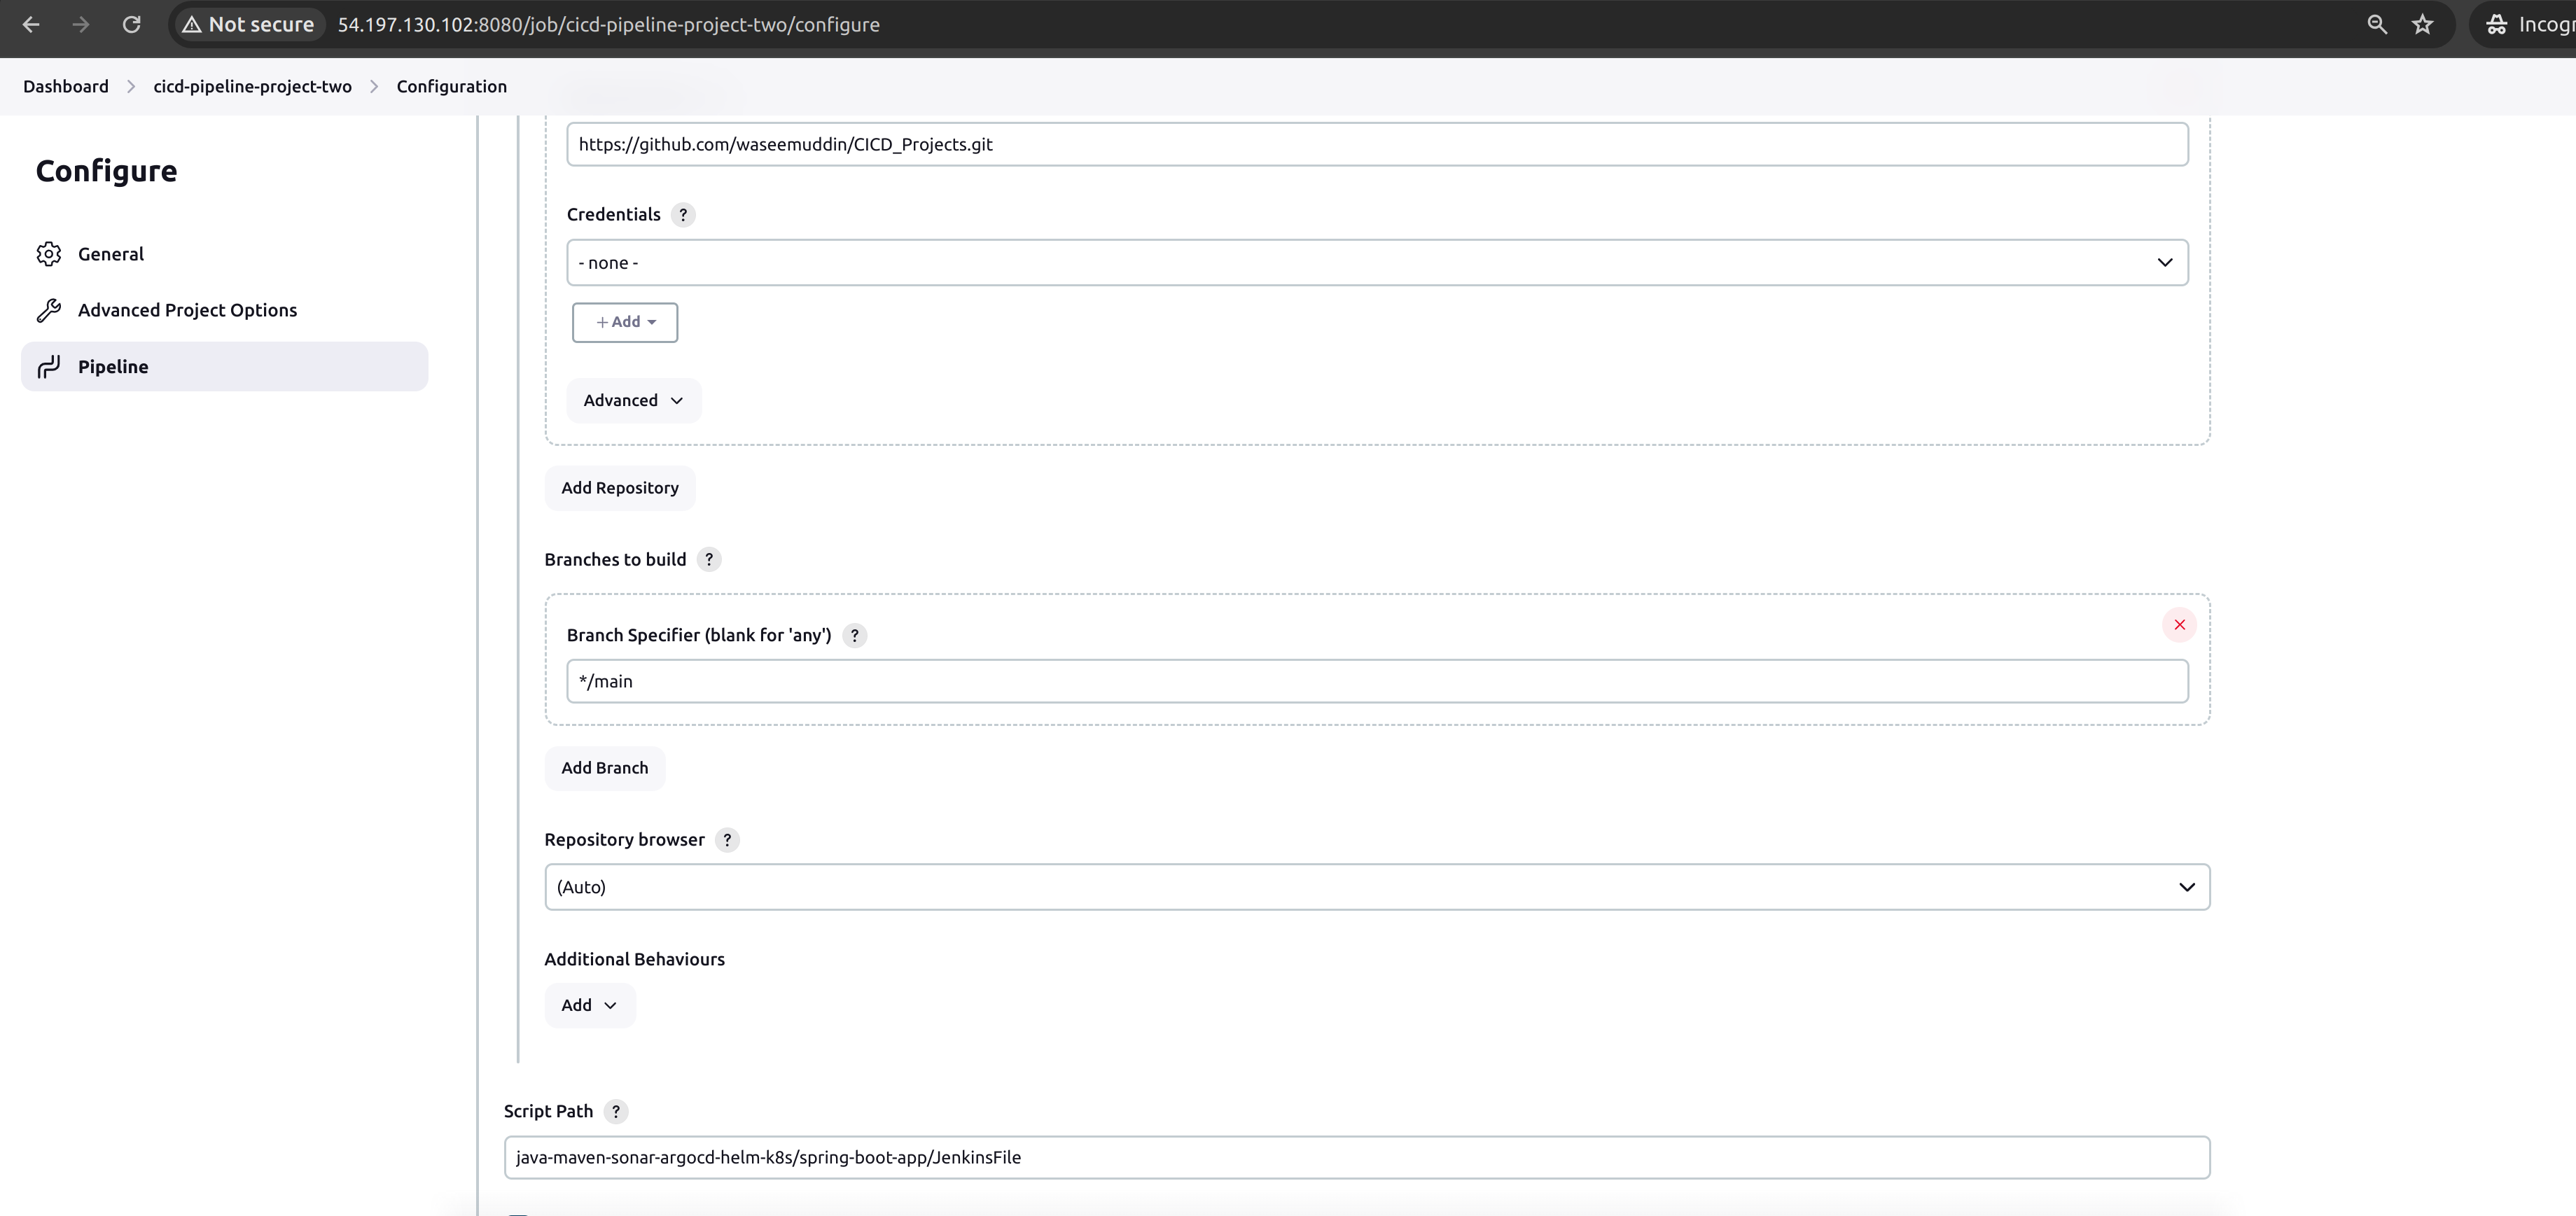 Not secure 54.197.130.102:8080/job/cicd-pipeline-project-two/configure
Dashboard cicd-pipeline-project-two Configuration
Configure
General
Advanced Project Options
Pipeline
https://github.com/waseemuddin/CICD_Projects.git
Credentials ?
- none -
+ Add
Advanced
Add Repository
Branches to build ?
Branch Specifier (blank for 'any') ?
*/main
Add Branch
Repository browser ?
(Auto)
Additional Behaviours
Add
Script Path ?
java-maven-sonar-argocd-helm-k8s/spring-boot-app/JenkinsFile